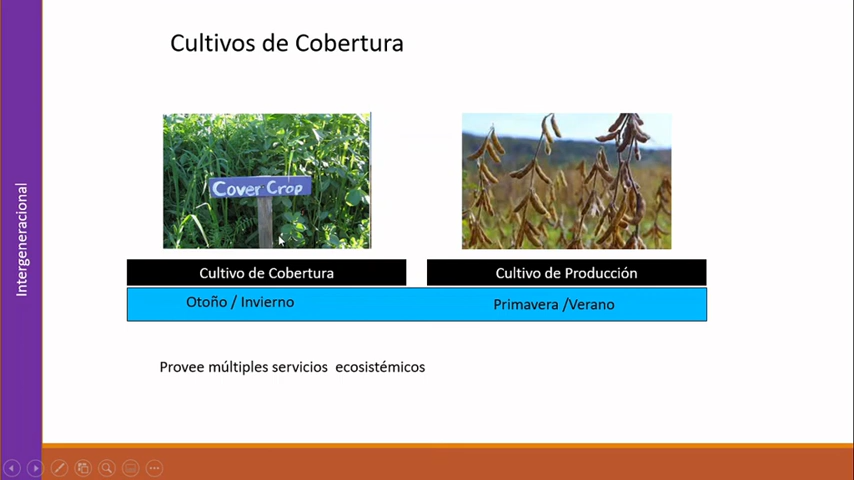 Cultivos de Cobertura
Intergeneracional
Cover Crop
Cultivo de Cobertura
Cultivo de Producción
Otoño / Invierno
Primavera /Verano
Provee múltiples servicios ecosistémicos